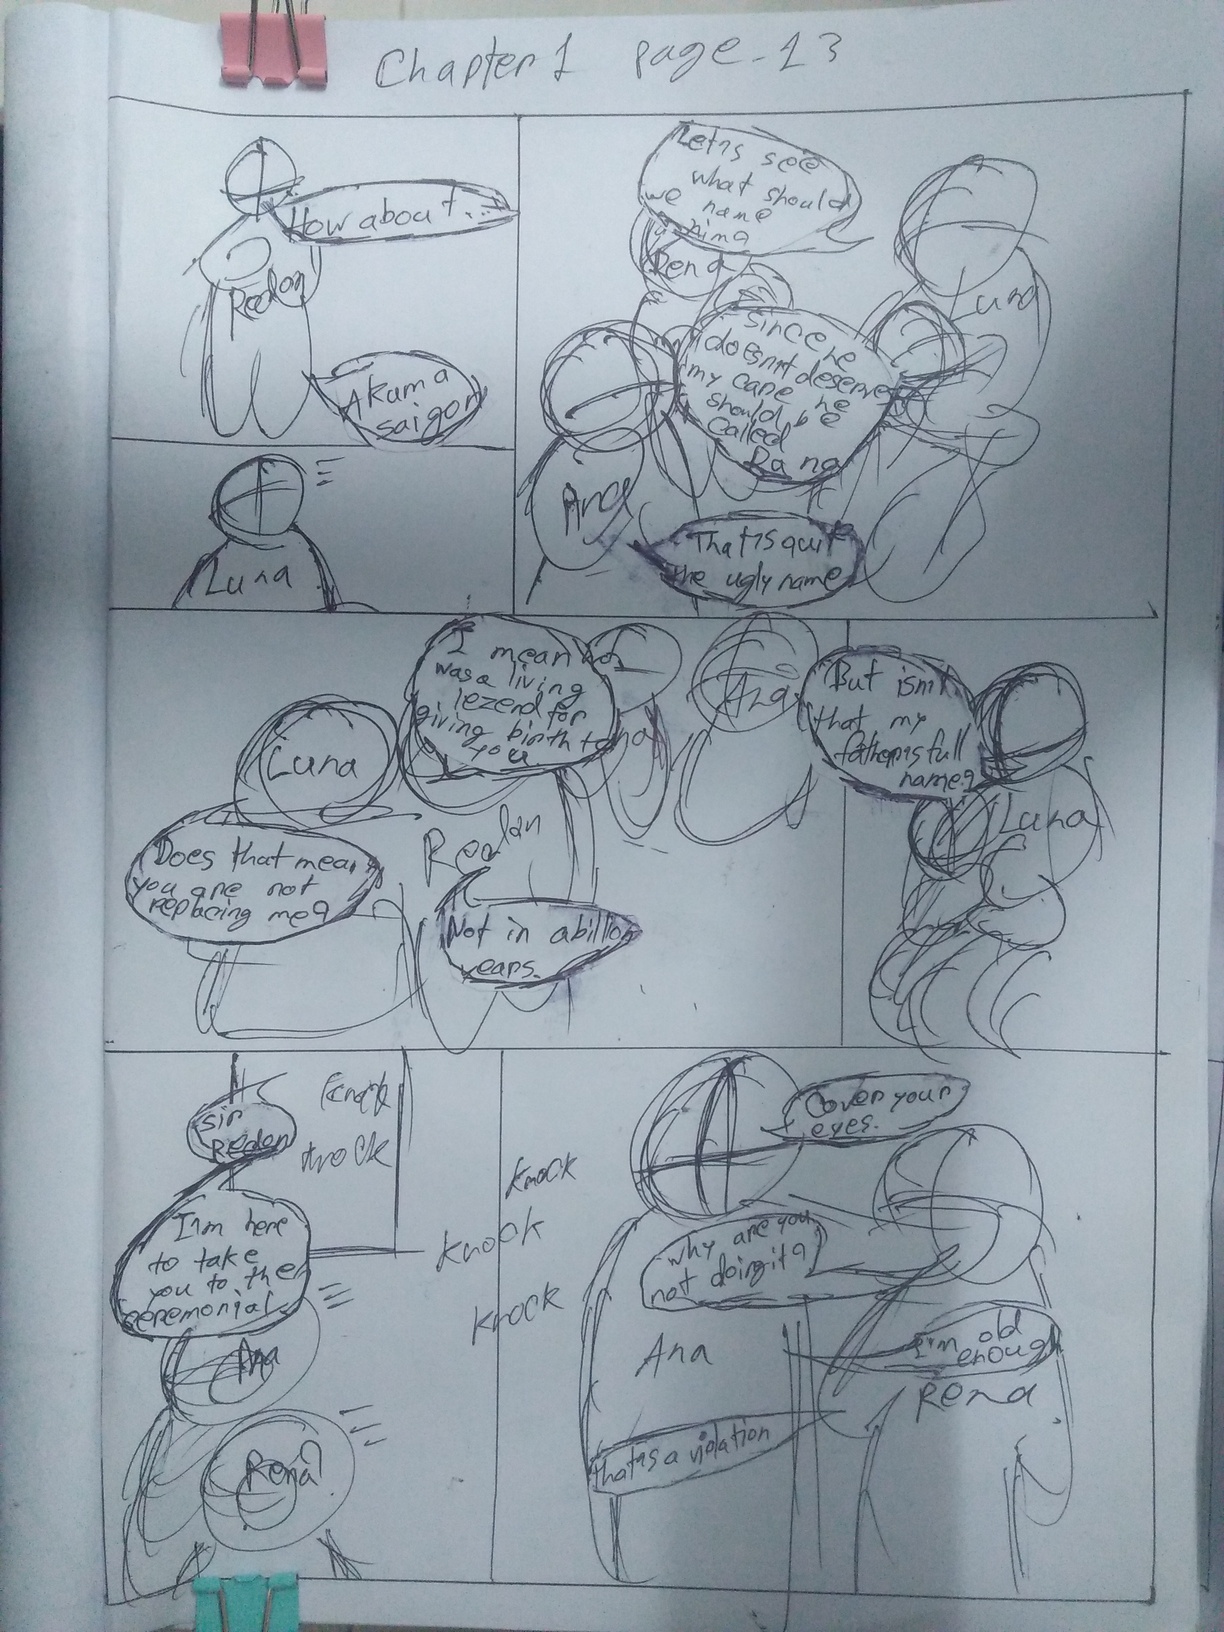 Chapter 1 page-13
Let's see
what should
we name
nima
Rena
Luna
since he
doesn't deserve
my care he
should be
called
Rana
Ana
That's quit
the ugly name
How about...
Redon
Akuma
saigon
Luna
But isn't
that my
father's full
name?
Luna
I mean he
was a living
lezend for
giving birth to
you
Ana
Luna
Redon
Does that mean
you are not
replacing me?
Not in a billion
years.
Cover your
eyes.
why are you
not doing it?
I'm old
enough
Ana
Rena
that's a violation
knock
knock
knock
knock
knock
sir
Redon
I'm here
to take
you to the
ceremonial
Ana
Rena